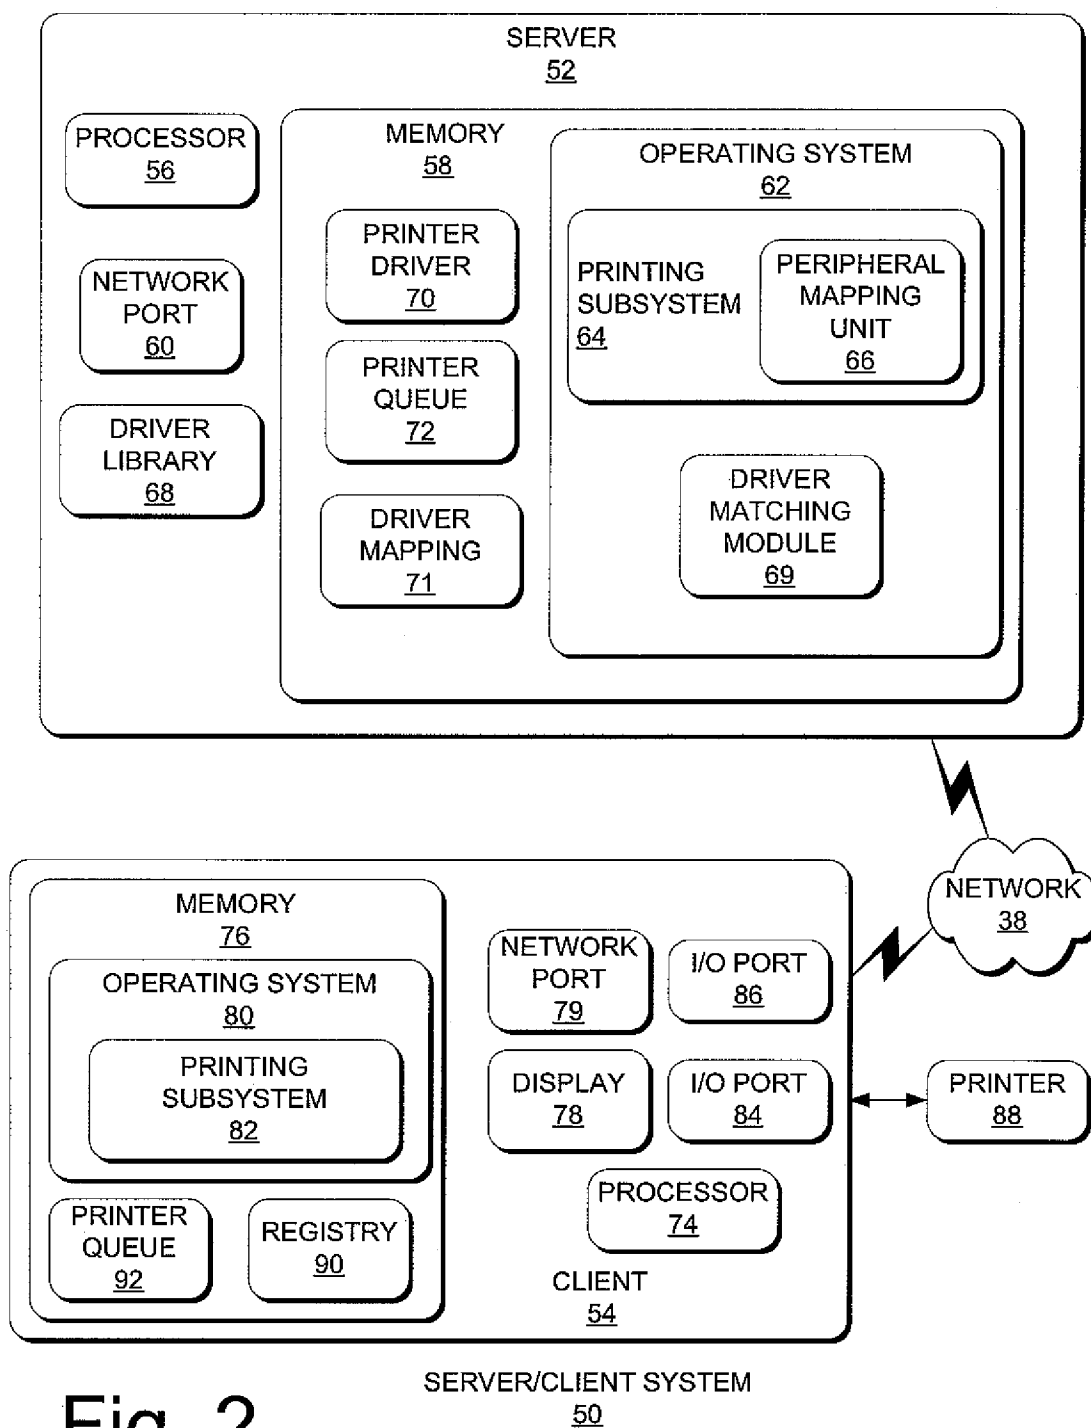 SERVER
52
PROCESSOR
56
NETWORK
PORT
60
DRIVER
LIBRARY
68
MEMORY
58
PRINTER
DRIVER
70
PRINTER
QUEUE
72
DRIVER
MAPPING
71
OPERATING SYSTEM
62
PRINTING
SUBSYSTEM
64
PERIPHERAL
MAPPING
UNIT
66
DRIVER
MATCHING
MODULE
69
NETWORK
38
MEMORY
76
OPERATING SYSTEM
80
PRINTING
SUBSYSTEM
82
PRINTER
QUEUE
92
REGISTRY
90
NETWORK
PORT
79
I/O PORT
86
DISPLAY
78
I/O PORT
84
PROCESSOR
74
CLIENT
54
PRINTER
88
SERVER/CLIENT SYSTEM
50
Fig. 2